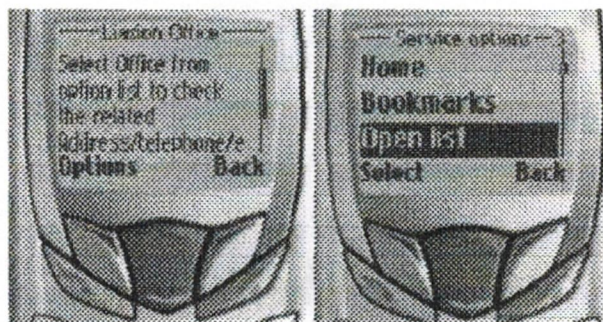 Liaison Office
Select Office from
option list to check
the related
Address/telephone/e
Options Back
Service options
Home
Bookmarks
Open list
Select Back